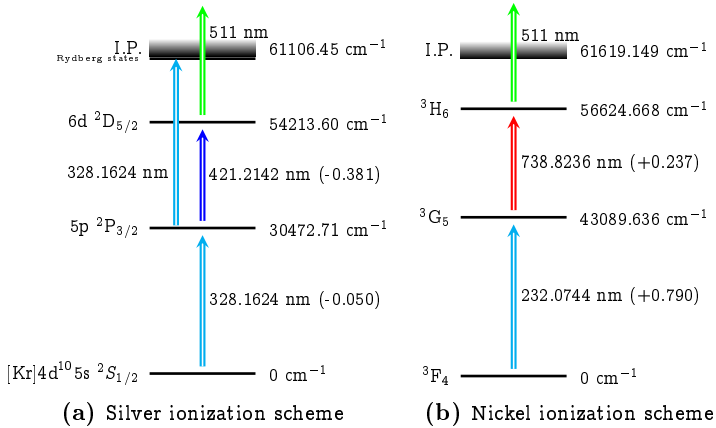 511 nm
I.P.
61106.45 cm⁻¹
Rydberg states
6d ²D₅/₂
54213.60 cm⁻¹
328.1624 nm
421.2142 nm (-0.381)
5p ²P₃/₂
30472.71 cm⁻¹
328.1624 nm (-0.050)
[Kr]4d¹⁰5s ²S₁/₂
0 cm⁻¹
(a) Silver ionization scheme
511 nm
I.P.
61619.149 cm⁻¹
³H₆
56624.668 cm⁻¹
738.8236 nm (+0.237)
³G₅
43089.636 cm⁻¹
232.0744 nm (+0.790)
³F₄
0 cm⁻¹
(b) Nickel ionization scheme